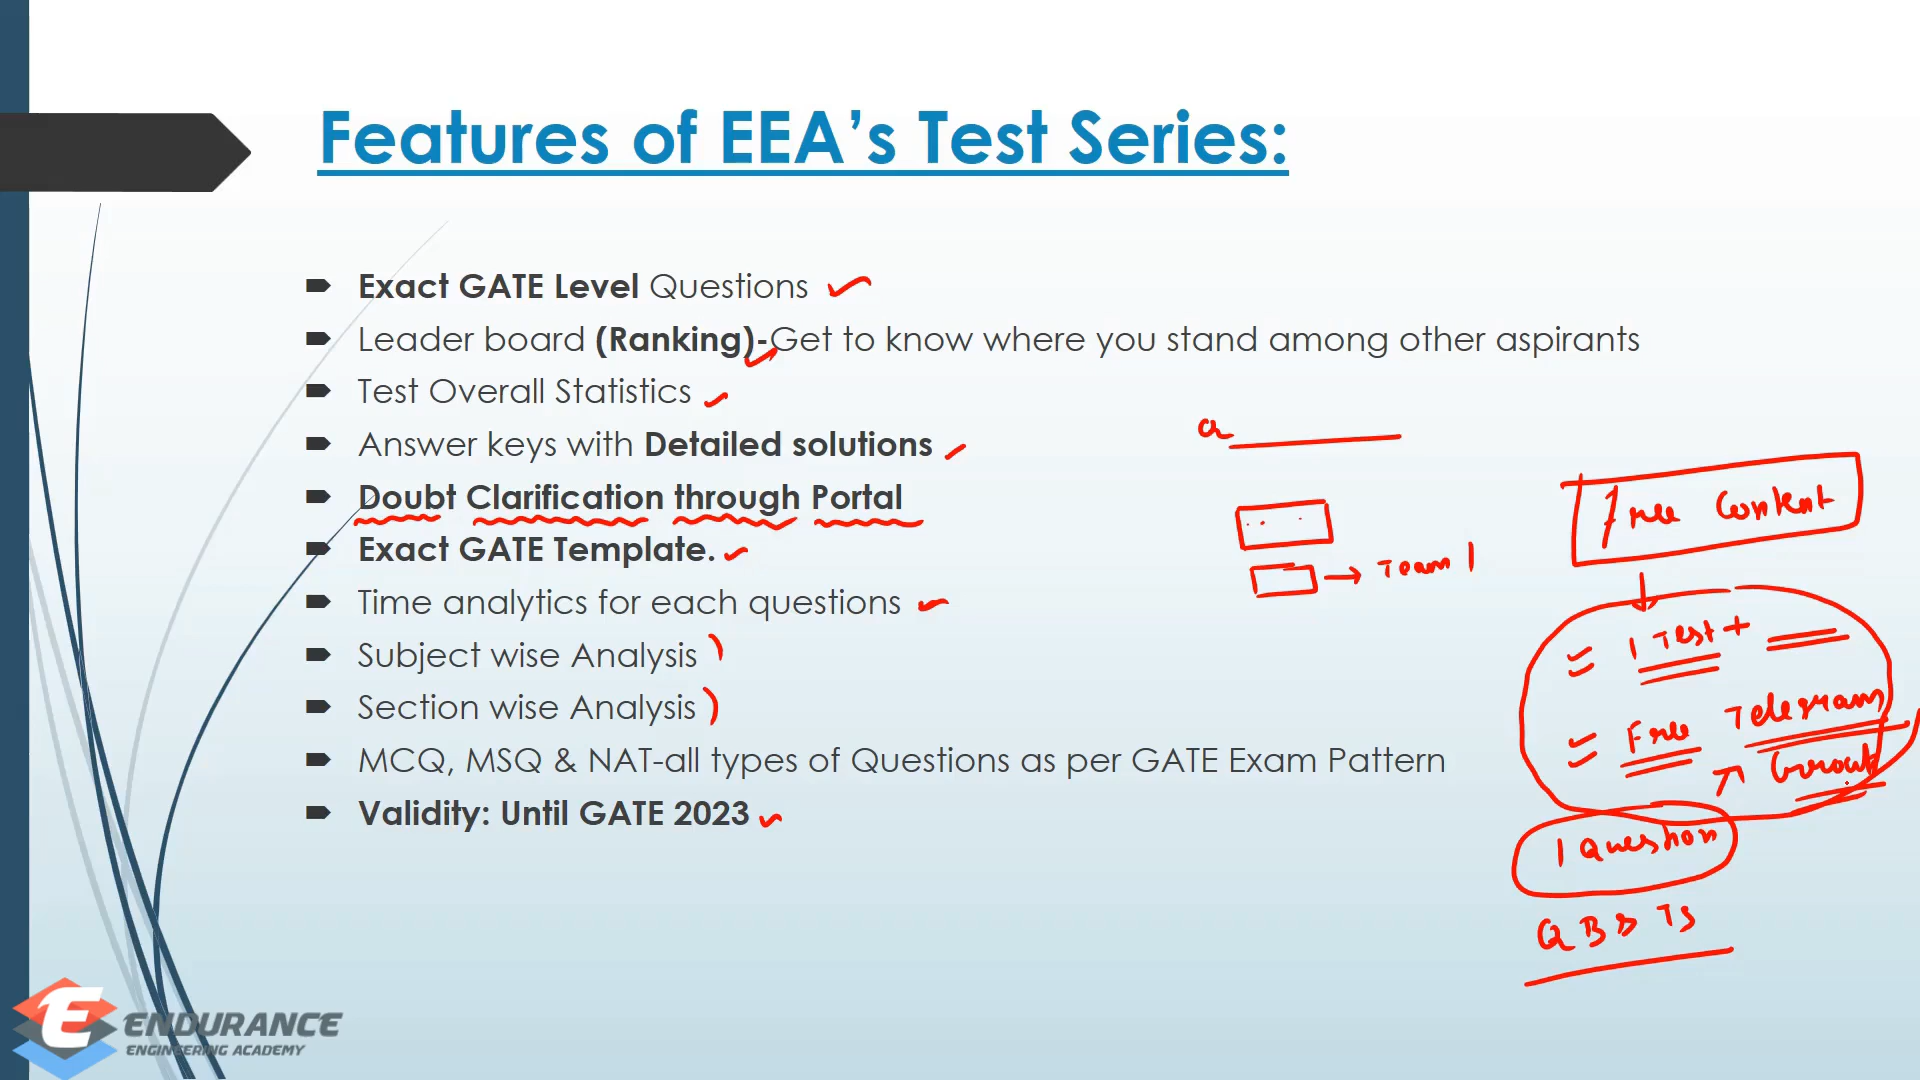 Features of EEA’s Test Series:
Exact GATE Level Questions
Leader board (Ranking)-Get to know where you stand among other aspirants
Test Overall Statistics
Answer keys with Detailed solutions
Doubt Clarification through Portal
Exact GATE Template.
Time analytics for each questions
Subject wise Analysis
Section wise Analysis
MCQ, MSQ & NAT-all types of Questions as per GATE Exam Pattern
Validity: Until GATE 2023
Q
Team 1
Free Content
1 Test +
Free Telegram
Group
1 Question
QB & TS
ENDURANCE
ENGINEERING ACADEMY